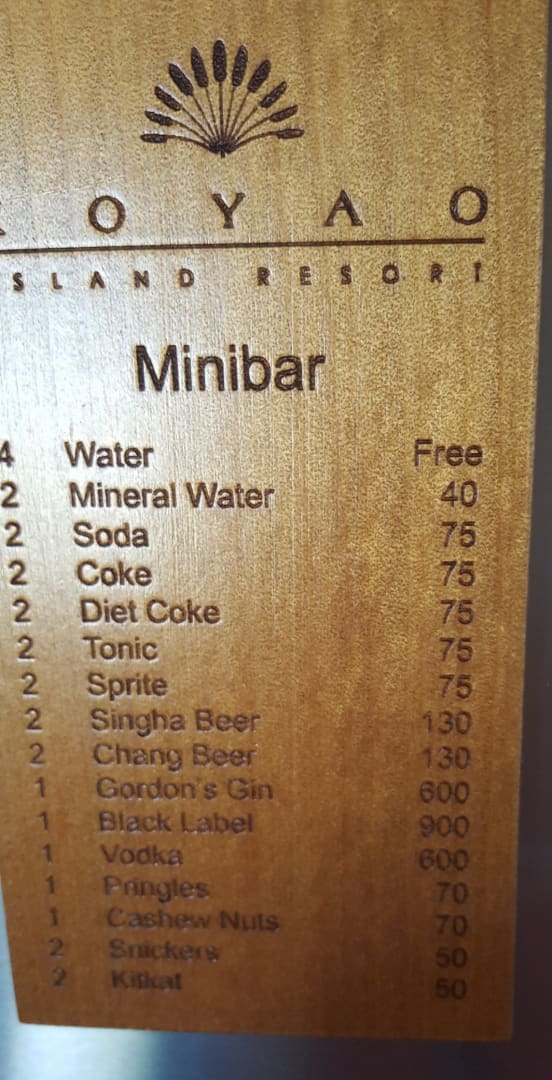 OYAO
SLAND RESORT
Minibar
4 Water Free
2 Mineral Water 40
2 Soda 75
2 Coke 75
2 Diet Coke 75
2 Tonic 75
2 Sprite 75
2 Singha Beer 130
2 Chang Beer 130
1 Gordon's Gin 600
1 Black Label 900
1 Vodka 600
1 Pringles 70
1 Cashew Nuts 70
2 Snickers 50
2 Kitkat 50